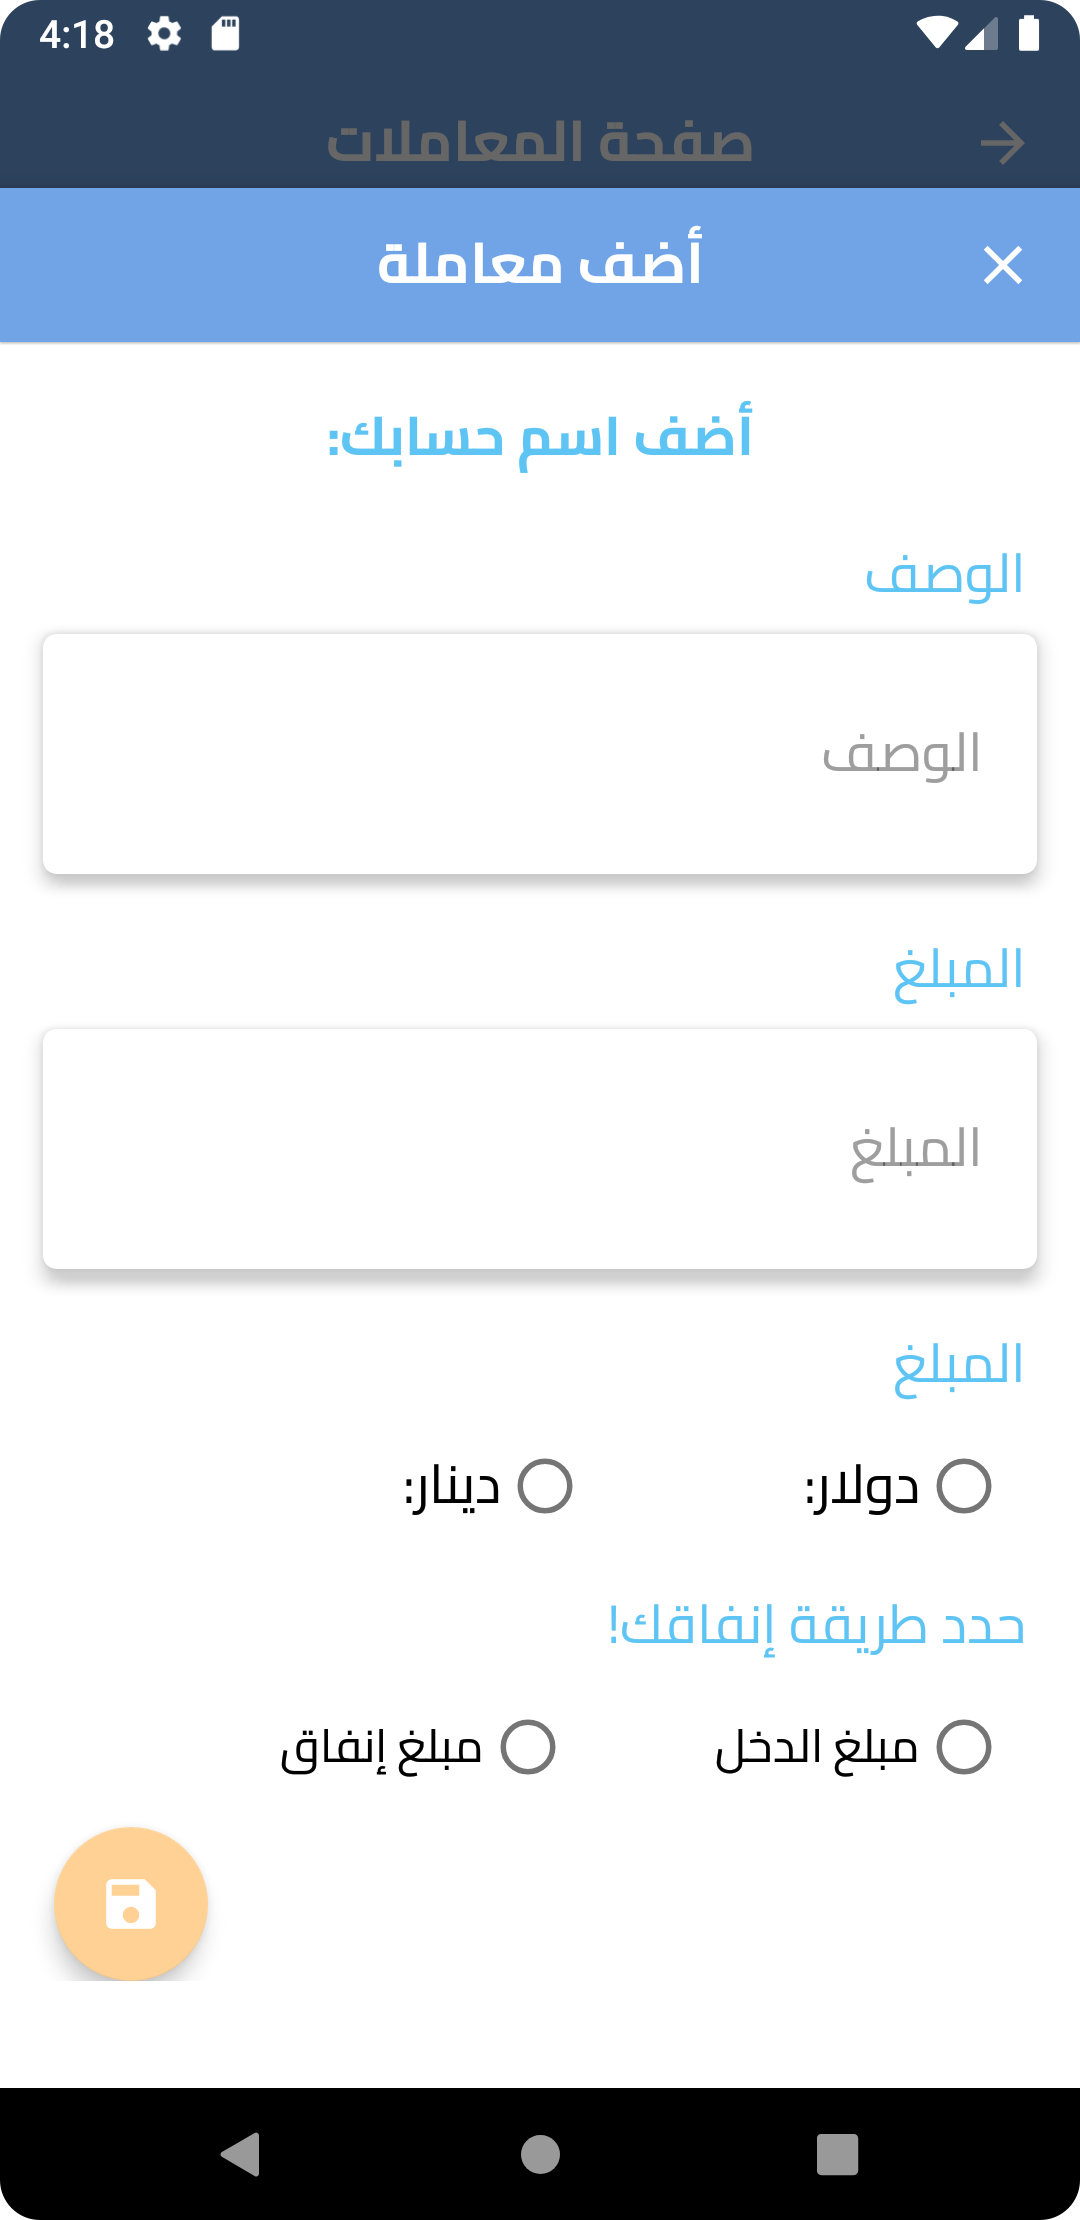 4:18
صفحة المعاملات
أضف معاملة
أضف اسم حسابك:
الوصف
الوصف
المبلغ
المبلغ
المبلغ
دولار: دينار:
حدد طريقة إنفاقك!
مبلغ الدخل مبلغ إنفاق